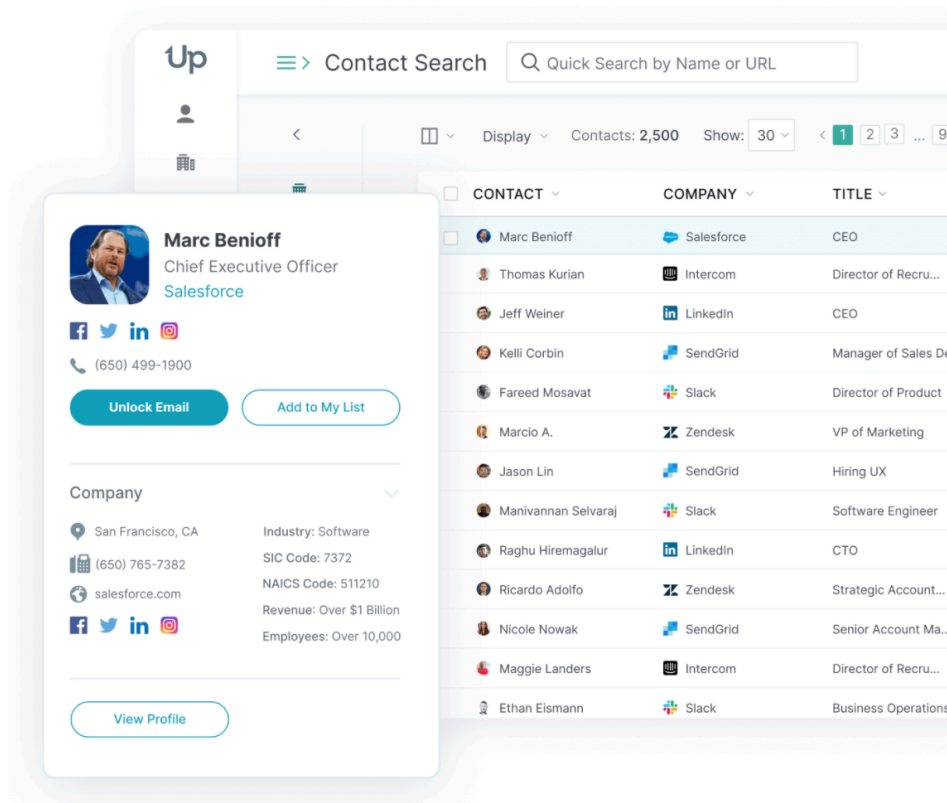 Up
Contact Search
Quick Search by Name or URL
Display
Contacts: 2,500
Show: 30
1 2 3 ... 9
CONTACT COMPANY TITLE
Marc Benioff Salesforce CEO
Thomas Kurian Intercom Director of Recru...
Jeff Weiner LinkedIn CEO
Kelli Corbin SendGrid Manager of Sales De
Fareed Mosavat Slack Director of Product
Marcio A. Zendesk VP of Marketing
Jason Lin SendGrid Hiring UX
Manivannan Selvaraj Slack Software Engineer
Raghu Hiremagalur LinkedIn CTO
Ricardo Adolfo Zendesk Strategic Account...
Nicole Nowak SendGrid Senior Account Ma...
Maggie Landers Intercom Director of Recru...
Ethan Eismann Slack Business Operations
Marc Benioff
Chief Executive Officer
Salesforce
(650) 499-1900
Unlock Email
Add to My List
Company
San Francisco, CA
(650) 765-7382
salesforce.com
Industry: Software
SIC Code: 7372
NAICS Code: 511210
Revenue: Over $1 Billion
Employees: Over 10,000
View Profile